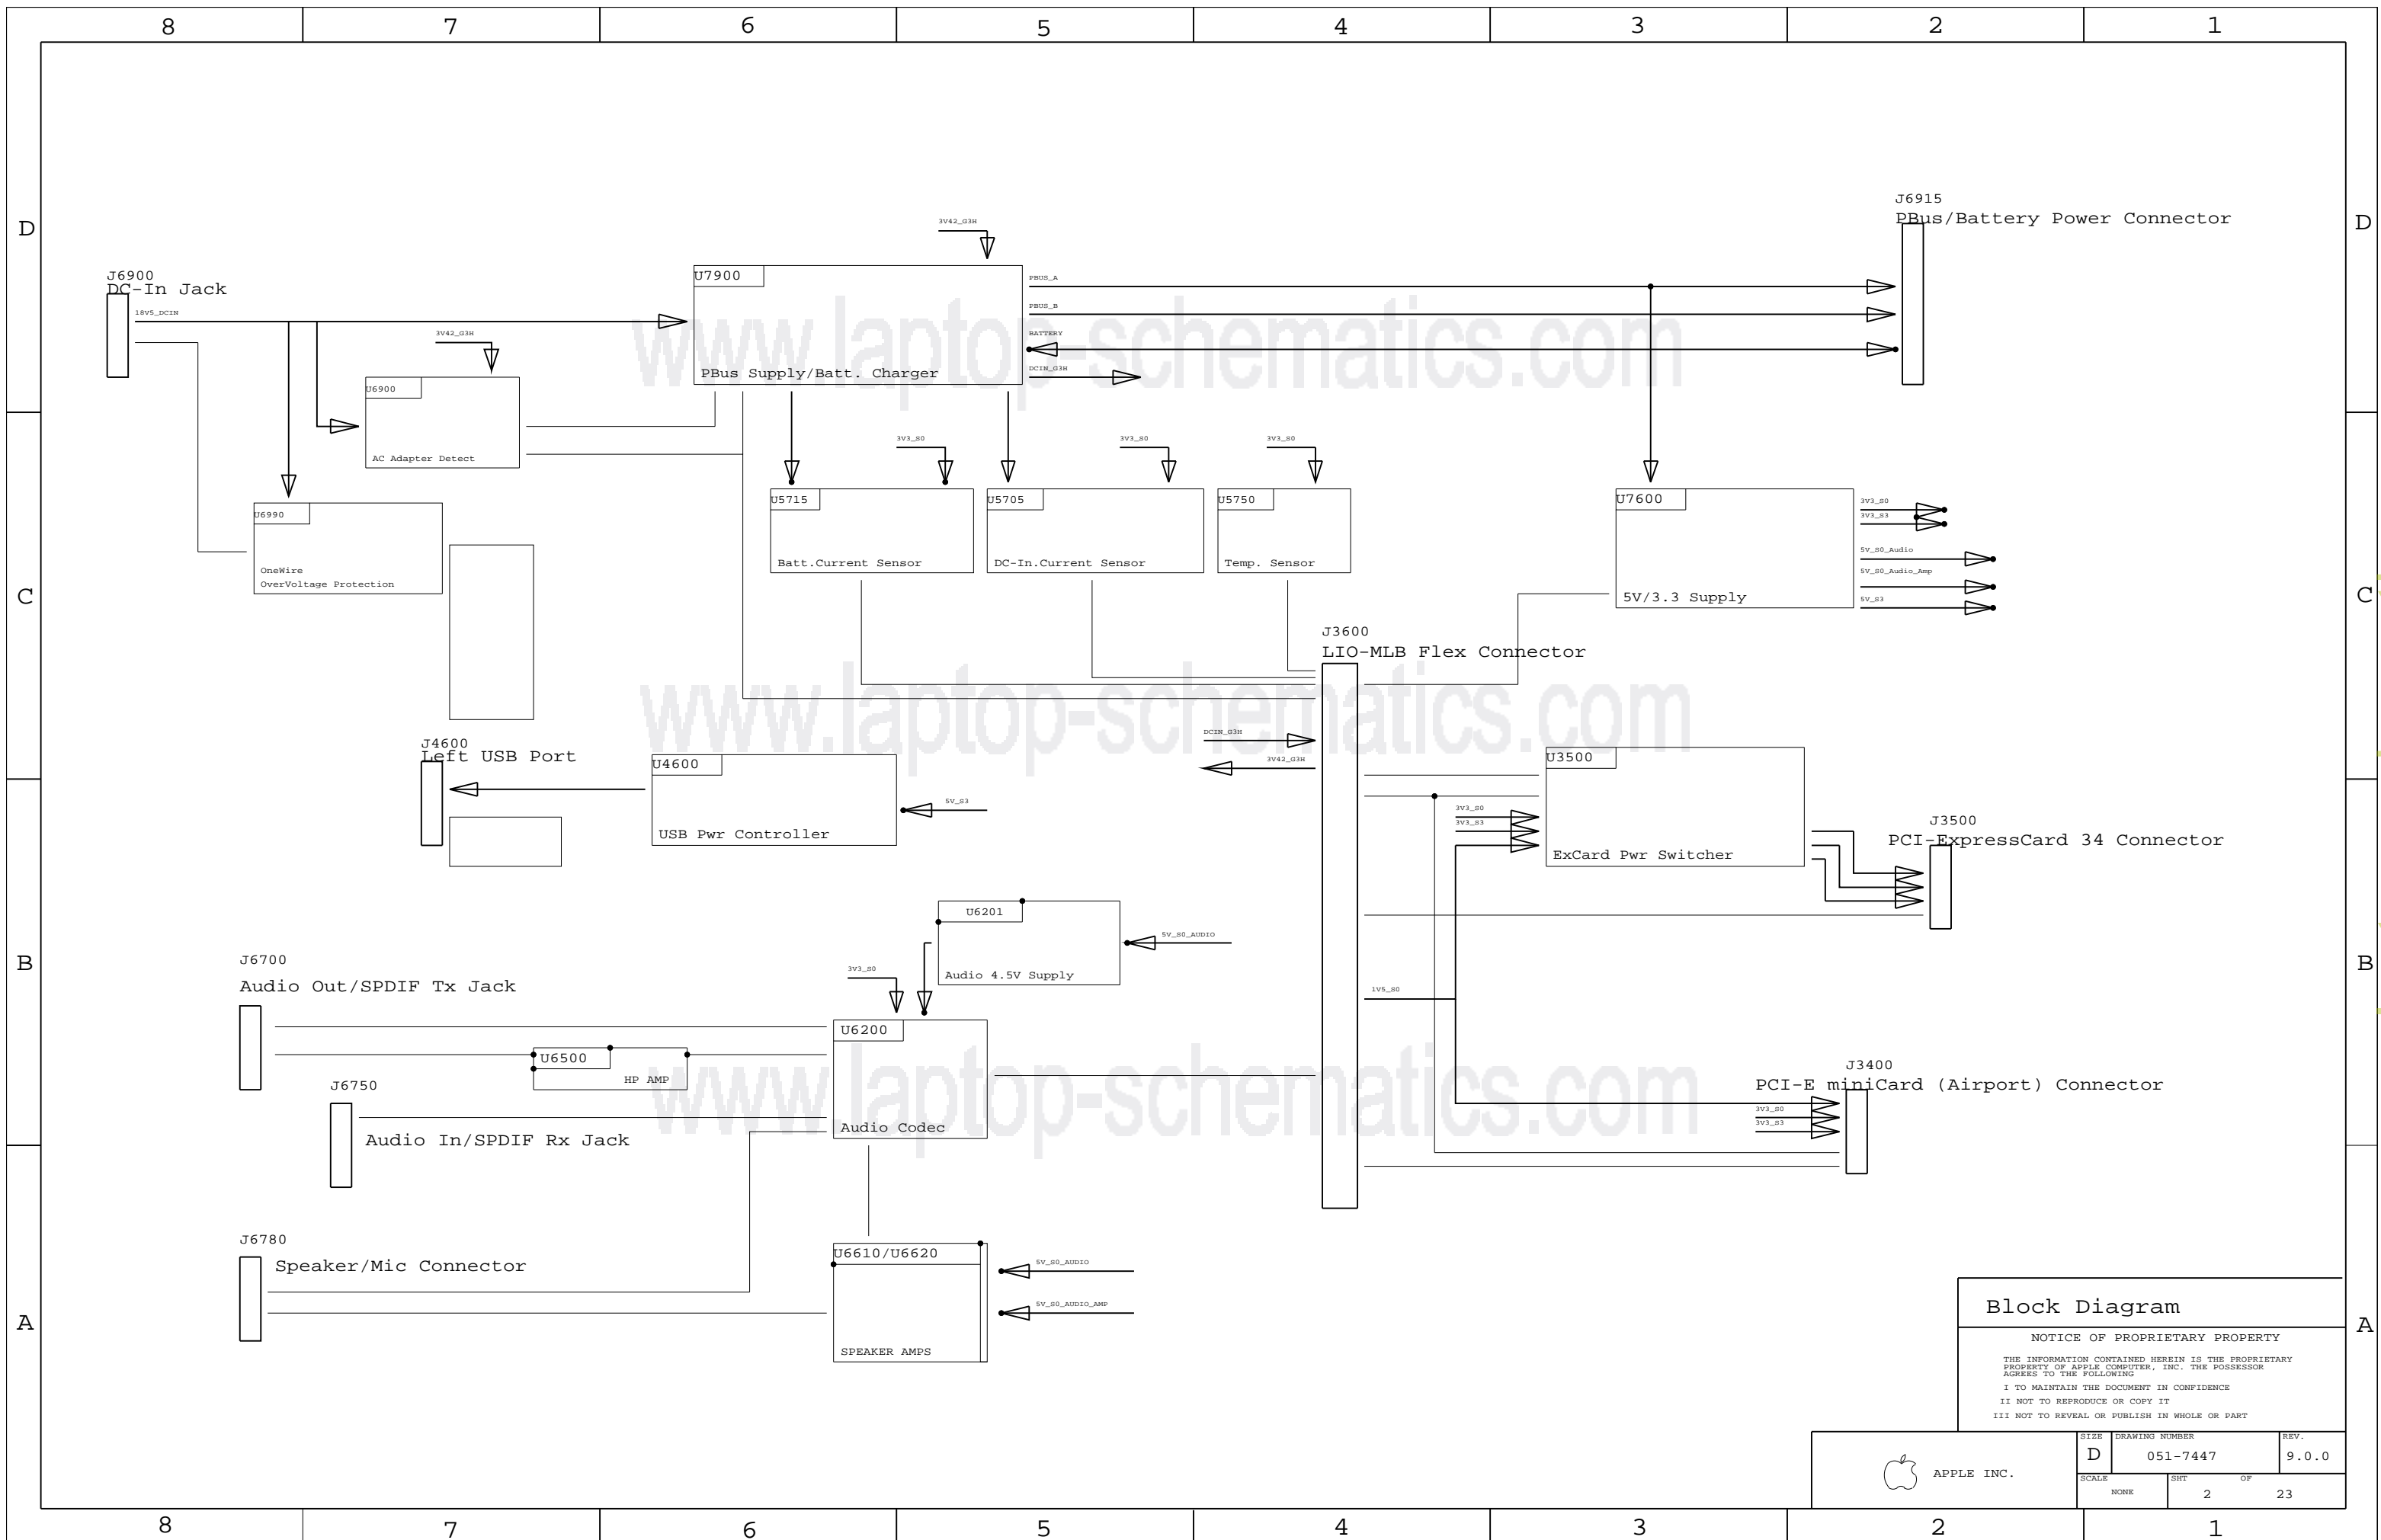 8 7 6 5 4 3 2 1
D
D
J6915
PBus/Battery Power Connector
3V42_G3H
J6900
DC-In Jack
18V5_DCIN
U7900
PBus Supply/Batt. Charger
PBUS_A
PBUS_B
BATTERY
DCIN_G3H
www.laptop-schematics.com
3V42_G3H
U6900
AC Adapter Detect
3V3_S0
3V3_S0
3V3_S0
U6990
OneWire
OverVoltage Protection
U5715
Batt.Current Sensor
U5705
DC-In.Current Sensor
U5750
Temp. Sensor
U7600
5V/3.3 Supply
3V3_S0
3V3_S3
5V_S0_Audio
5V_S0_Audio_Amp
5V_S3
C
C
J3600
LIO-MLB Flex Connector
www.laptop-schematics.com
DCIN_G3H
3V42_G3H
J4600
Left USB Port
U4600
USB Pwr Controller
5V_S3
U3500
ExCard Pwr Switcher
3V3_S0
3V3_S3
J3500
PCI-ExpressCard 34 Connector
U6201
Audio 4.5V Supply
5V_S0_AUDIO
B
B
J6700
Audio Out/SPDIF Tx Jack
3V3_S0
1V5_S0
U6200
Audio Codec
U6500
HP AMP
www.laptop-schematics.com
J6750
Audio In/SPDIF Rx Jack
J3400
PCI-E miniCard (Airport) Connector
3V3_S0
3V3_S3
J6780
Speaker/Mic Connector
U6610/U6620
SPEAKER AMPS
5V_S0_AUDIO
5V_S0_AUDIO_AMP
A
A
Block Diagram
NOTICE OF PROPRIETARY PROPERTY
THE INFORMATION CONTAINED HEREIN IS THE PROPRIETARY
PROPERTY OF APPLE COMPUTER, INC. THE POSSESSOR
AGREES TO THE FOLLOWING
I TO MAINTAIN THE DOCUMENT IN CONFIDENCE
II NOT TO REPRODUCE OR COPY IT
III NOT TO REVEAL OR PUBLISH IN WHOLE OR PART
APPLE INC.
SIZE DRAWING NUMBER REV.
D 051-7447 9.0.0
SCALE SHT OF
NONE 2 23
8 7 6 5 4 3 2 1